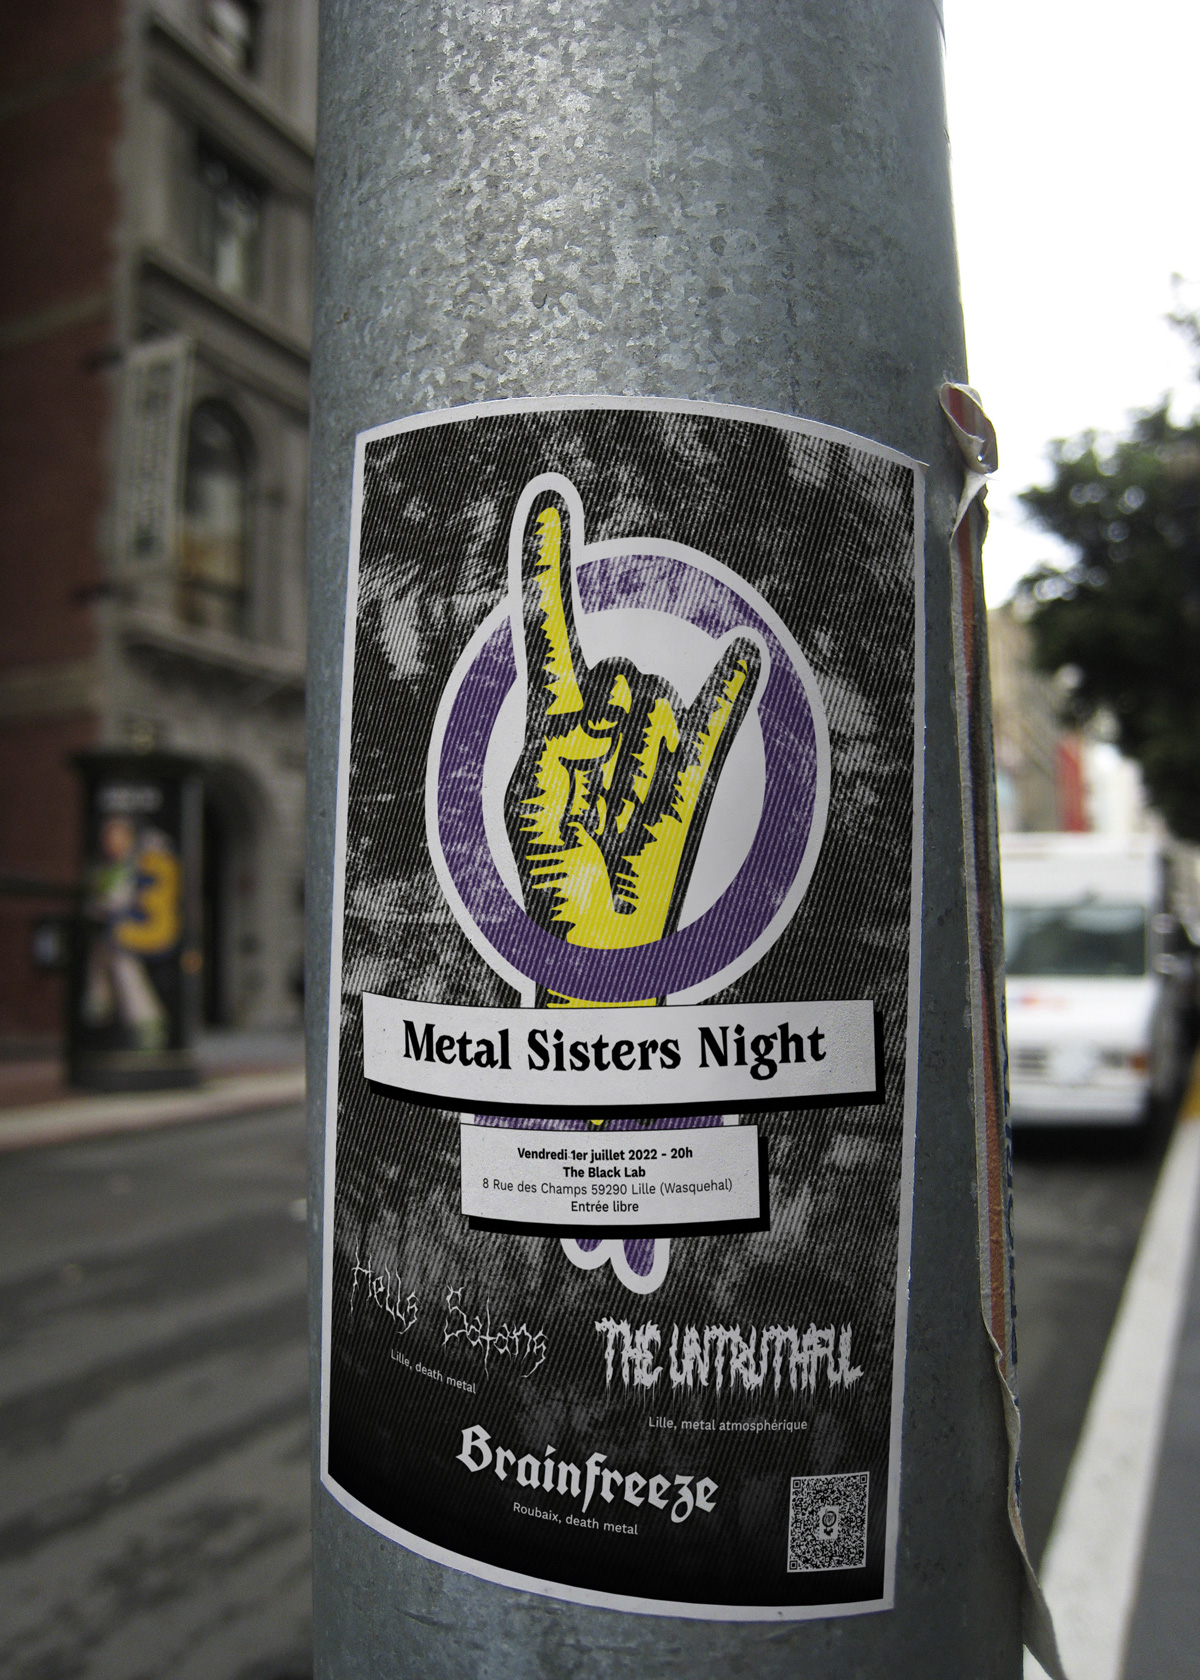 Metal Sisters Night
Vendredi 1er juillet 2022 - 20h
The Black Lab
8 Rue des Champs 59290 Lille (Wasquehal)
Entrée libre
Hells Satans
Lille, death metal
THE UNTRUTHFUL
Lille, metal atmosphérique
Brainfreeze
Roubaix, death metal